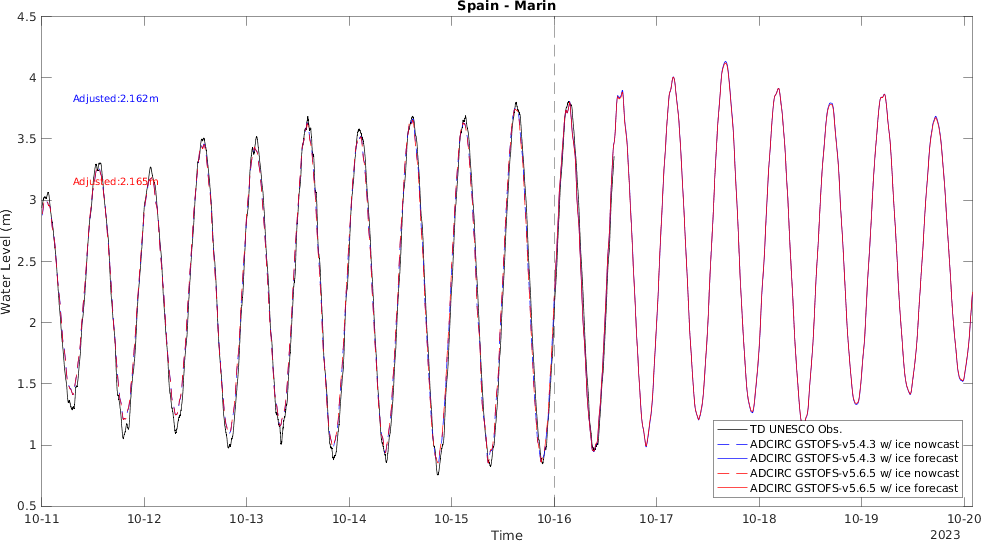 Spain - Marin
4.5
4
3.5
3
2.5
2
1.5
1
0.5
Water Level (m)
Adjusted:2.162m
Adjusted:2.165m
TD UNESCO Obs.
ADCIRC GSTOFS-v5.4.3 w/ ice nowcast
ADCIRC GSTOFS-v5.4.3 w/ ice forecast
ADCIRC GSTOFS-v5.6.5 w/ ice nowcast
ADCIRC GSTOFS-v5.6.5 w/ ice forecast
10-11 10-12 10-13 10-14 10-15 10-16 10-17 10-18 10-19 10-20
Time
2023